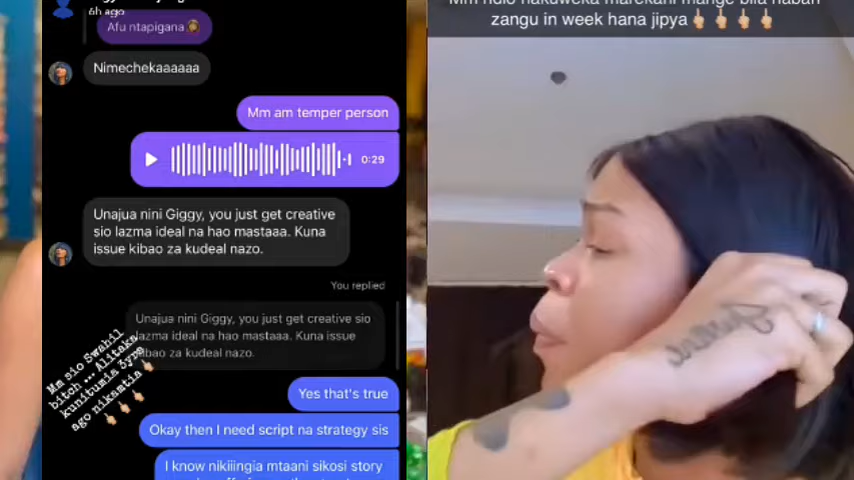 6h ago
Afu ntapigana
Nimechekaaaaaa
Mm am temper person
0:29
Unajua nini Giggy, you just get creative
sio lazma ideal na hao mastaaa. Kuna
issue kibao za kudeal nazo.
You replied
Unajua nini Giggy, you just get creative sio
lazma ideal na hao mastaaa. Kuna issue
kibao za kudeal nazo.
Mm sio Swahil
bitch ... Alitaka
kunitumia 3yrs
ago nikamtia
Yes that's true
Okay then I need script na strategy sis
I know nikiiingia mtaani sikosi story
Mm ndio nakuweka marekani mange bila habari
zangu in week hana jipya